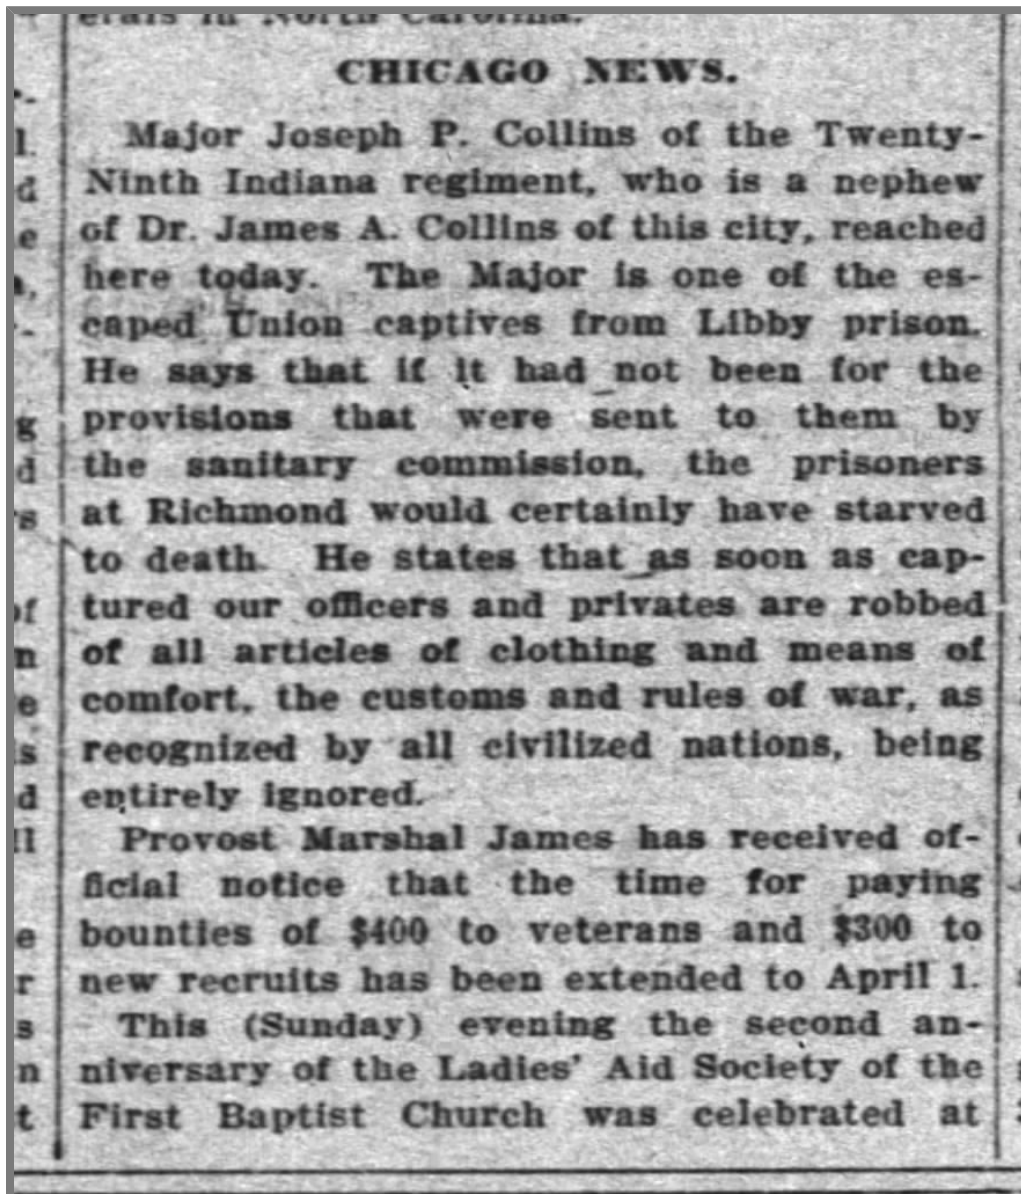 erals in North Carolina.
CHICAGO NEWS.
Major Joseph P. Collins of the Twenty-
Ninth Indiana regiment, who is a nephew
of Dr. James A. Collins of this city, reached
here today. The Major is one of the es-
caped Union captives from Libby prison.
He says that if it had not been for the
provisions that were sent to them by
the sanitary commission, the prisoners
at Richmond would certainly have starved
to death. He states that as soon as cap-
tured our officers and privates are robbed
of all articles of clothing and means of
comfort, the customs and rules of war, as
recognized by all civilized nations, being
entirely ignored.
Provost Marshal James has received of-
ficial notice that the time for paying
bounties of $400 to veterans and $300 to
new recruits has been extended to April 1.
This (Sunday) evening the second an-
niversary of the Ladies' Aid Society of the
First Baptist Church was celebrated at